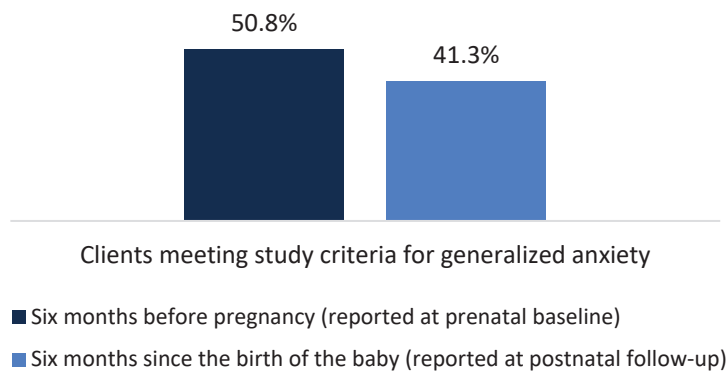 50.8%
41.3%
Clients meeting study criteria for generalized anxiety
Six months before pregnancy (reported at prenatal baseline)
Six months since the birth of the baby (reported at postnatal follow-up)